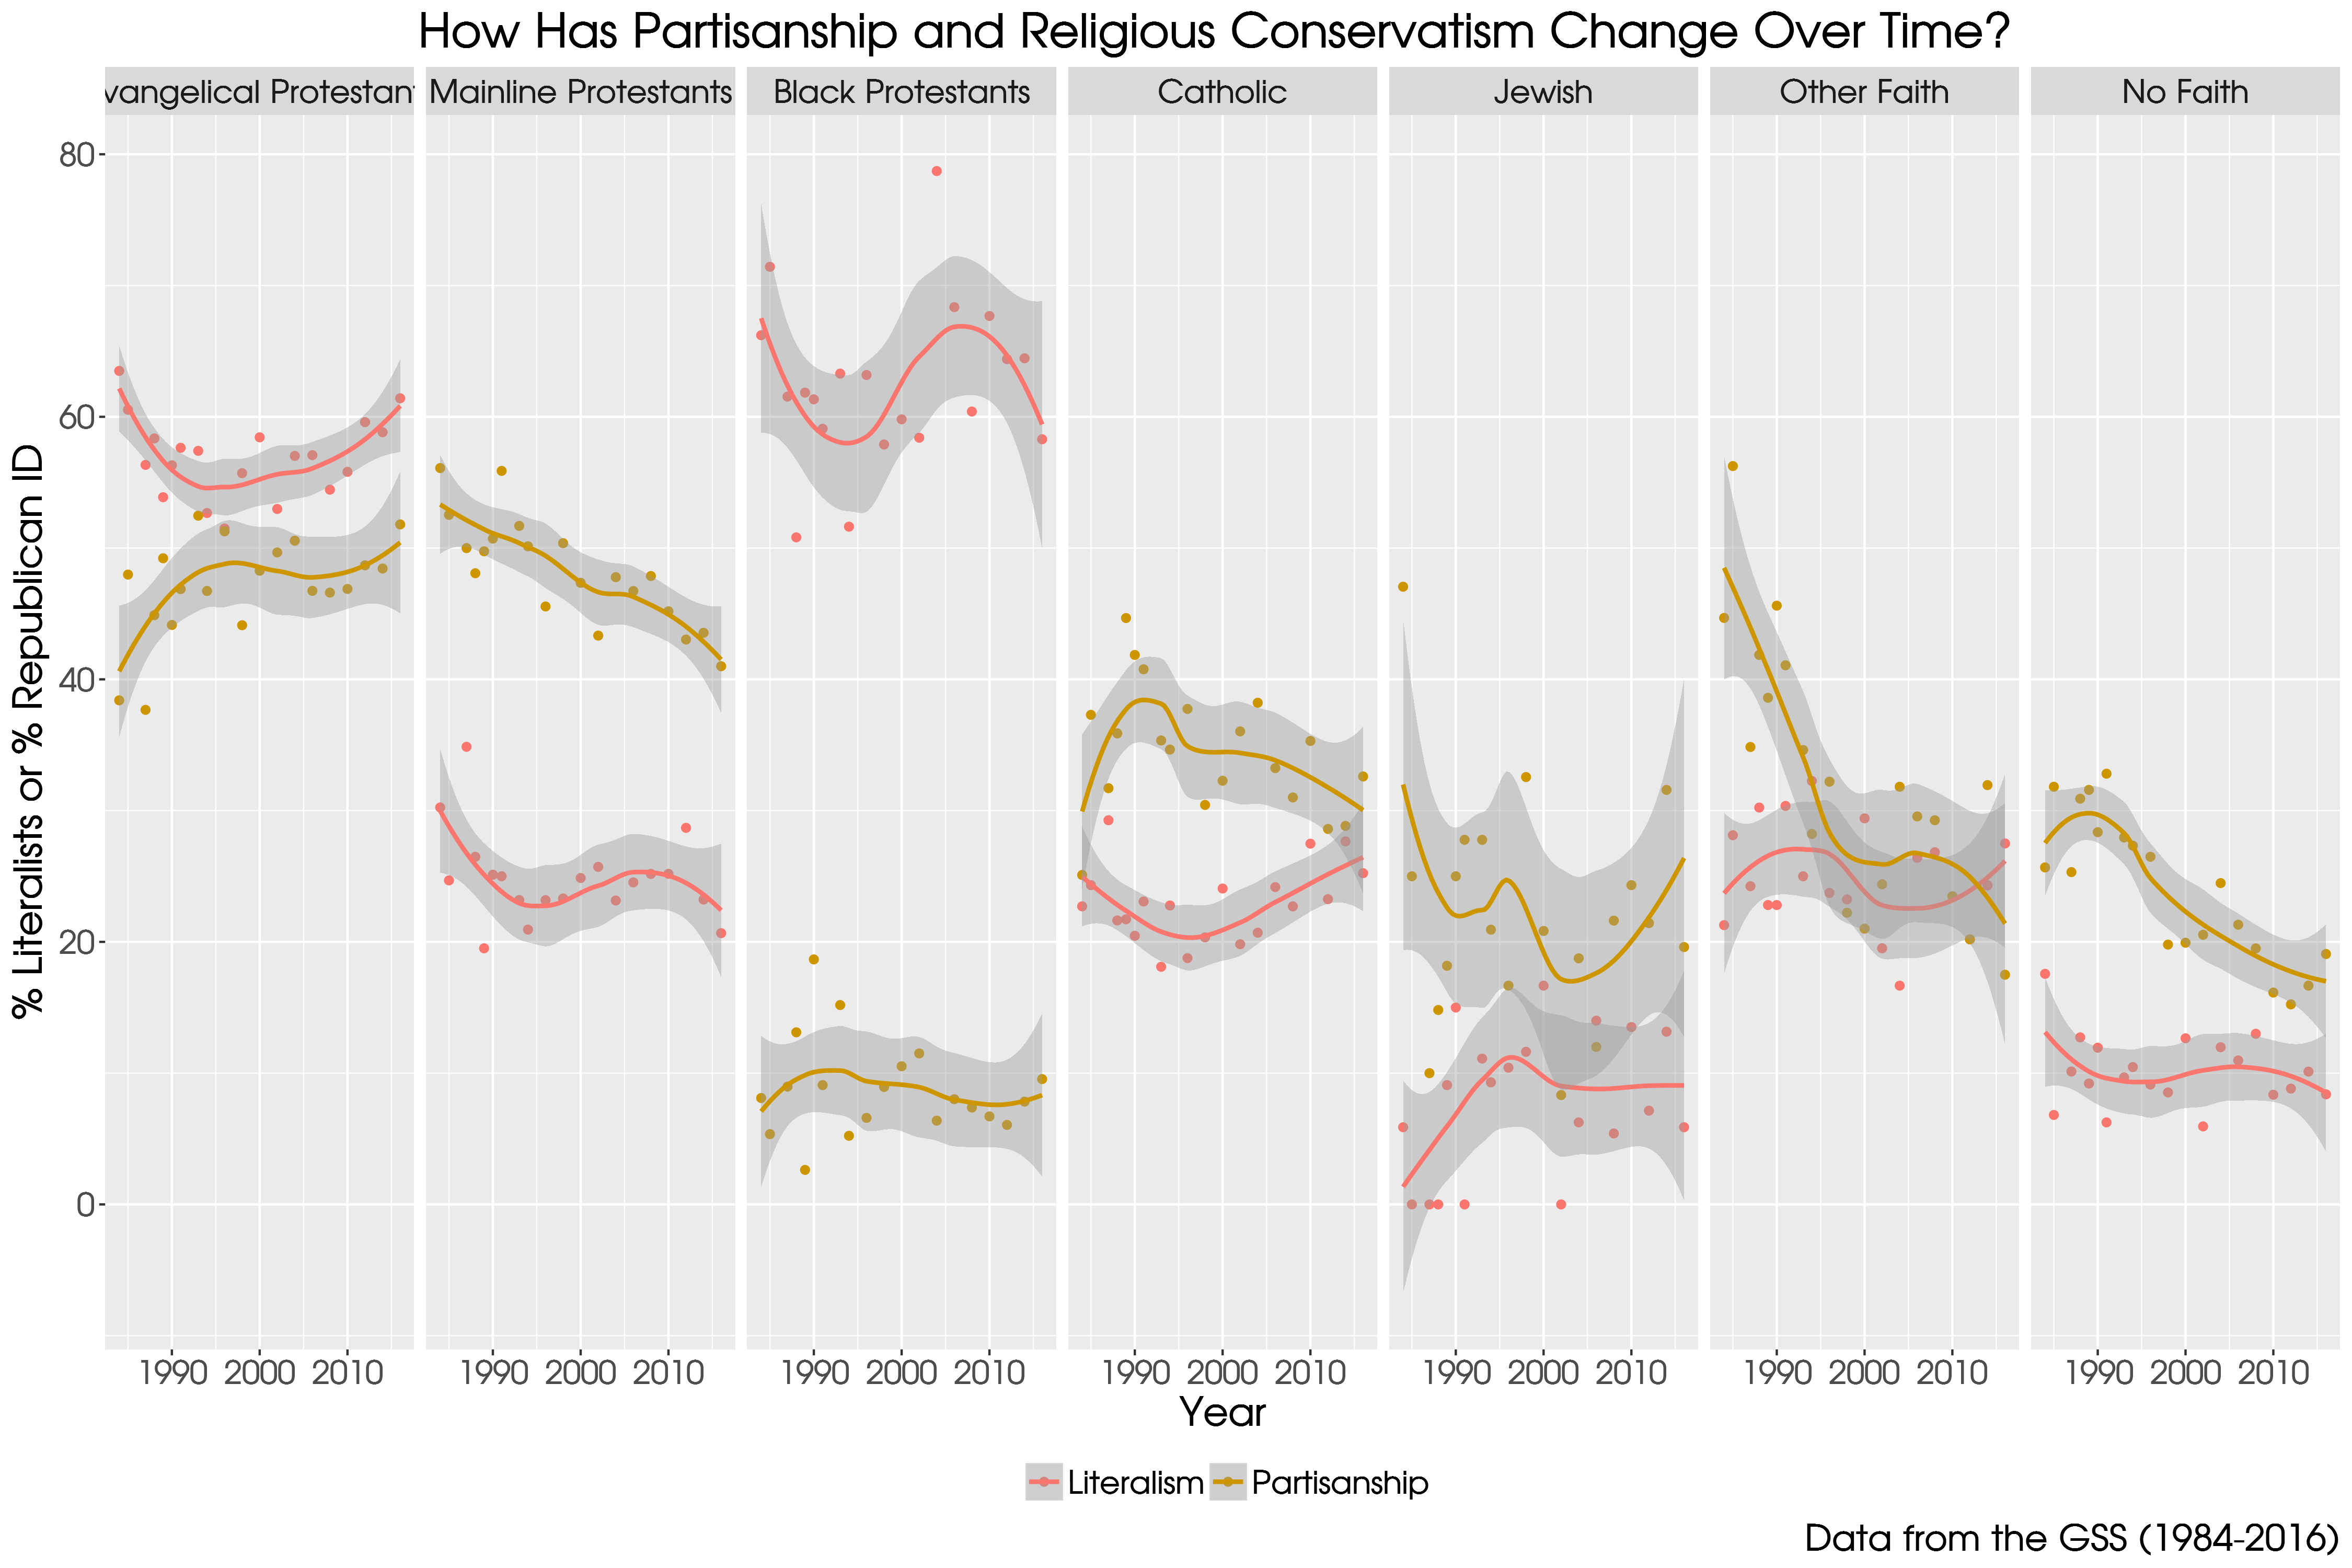 How Has Partisanship and Religious Conservatism Change Over Time?
vangelical Protestant Mainline Protestants Black Protestants Catholic Jewish Other Faith No Faith
% Literalists or % Republican ID
80
60
40
20
0
1990 2000 2010 1990 2000 2010 1990 2000 2010 1990 2000 2010 1990 2000 2010 1990 2000 2010 1990 2000 2010
Year
Literalism Partisanship
Data from the GSS (1984-2016)